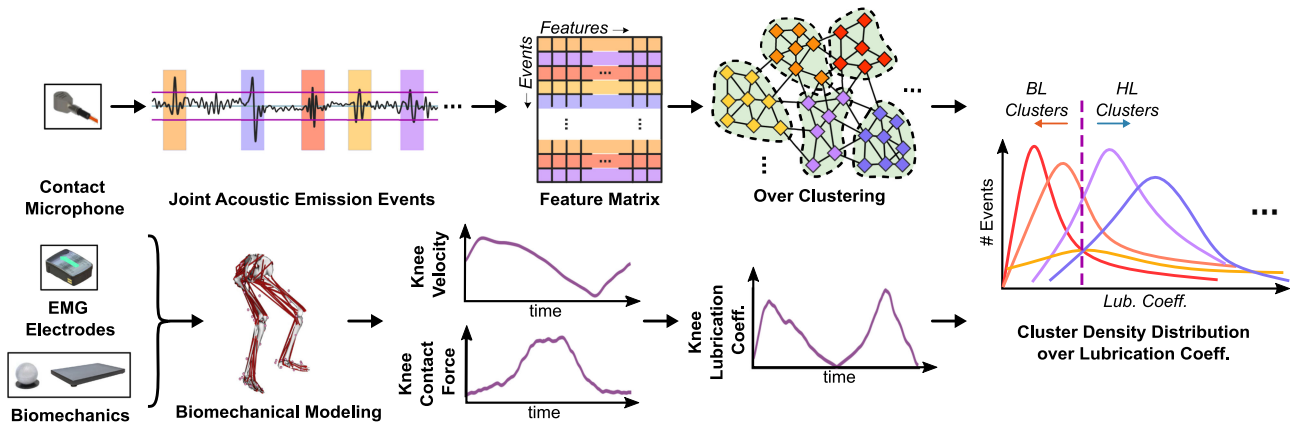 Contact
Microphone
Joint Acoustic Emission Events
Features
Events
Feature Matrix
Over Clustering
BL
Clusters
HL
Clusters
# Events
Lub. Coeff.
Cluster Density Distribution
over Lubrication Coeff.
EMG
Electrodes
Biomechanics
Biomechanical Modeling
Knee
Velocity
time
Knee
Contact
Force
time
Knee
Lubrication
Coeff.
time